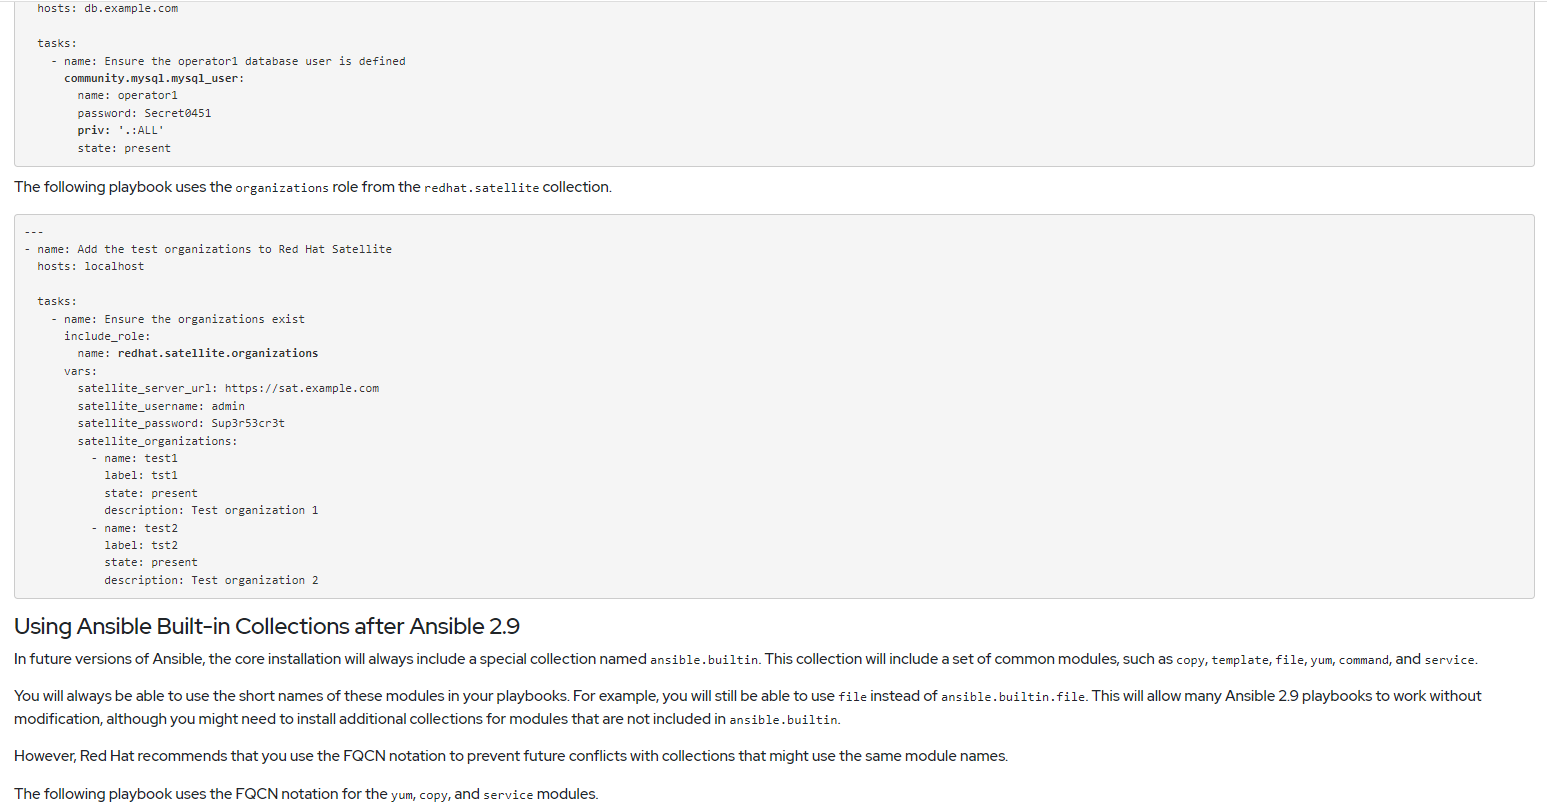 hosts: db.example.com

  tasks:
    - name: Ensure the operator1 database user is defined
      community.mysql.mysql_user:
        name: operator1
        password: Secret0451
        priv: '.:ALL'
        state: present
The following playbook uses the organizations role from the redhat.satellite collection.
---
- name: Add the test organizations to Red Hat Satellite
  hosts: localhost

  tasks:
    - name: Ensure the organizations exist
      include_role:
        name: redhat.satellite.organizations
      vars:
        satellite_server_url: https://sat.example.com
        satellite_username: admin
        satellite_password: Sup3r53cr3t
        satellite_organizations:
          - name: test1
            label: tst1
            state: present
            description: Test organization 1
          - name: test2
            label: tst2
            state: present
            description: Test organization 2
Using Ansible Built-in Collections after Ansible 2.9
In future versions of Ansible, the core installation will always include a special collection named ansible.builtin. This collection will include a set of common modules, such as copy, template, file, yum, command, and service.
You will always be able to use the short names of these modules in your playbooks. For example, you will still be able to use file instead of ansible.builtin.file. This will allow many Ansible 2.9 playbooks to work without
modification, although you might need to install additional collections for modules that are not included in ansible.builtin.
However, Red Hat recommends that you use the FQCN notation to prevent future conflicts with collections that might use the same module names.
The following playbook uses the FQCN notation for the yum, copy, and service modules.